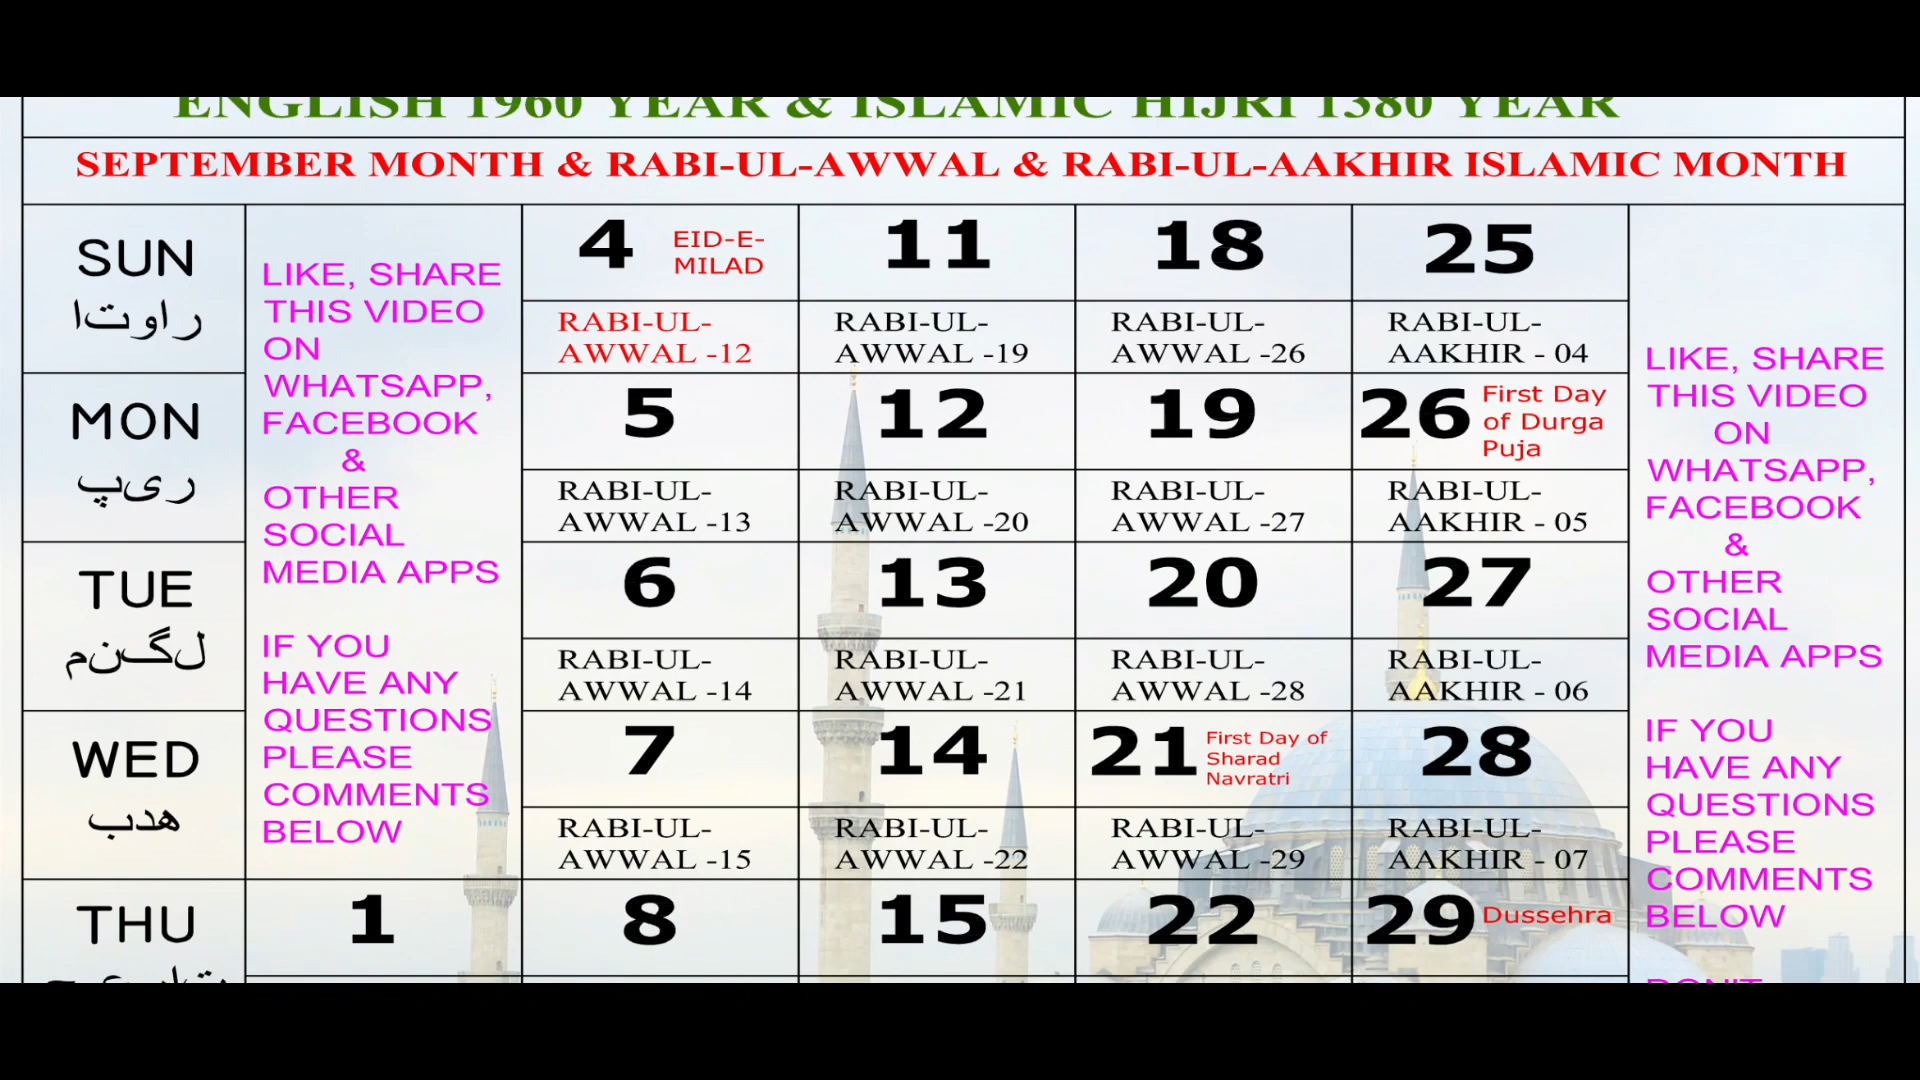 ENGLISH 1960 YEAR & ISLAMIC HIJRI 1380 YEAR
SEPTEMBER MONTH & RABI-UL-AWWAL & RABI-UL-AAKHIR ISLAMIC MONTH
SUN
راوتا
MON
ریپ
TUE
لگنم
WED
هدب
THU
LIKE, SHARE
THIS VIDEO
ON
WHATSAPP,
FACEBOOK
&
OTHER
SOCIAL
MEDIA APPS
IF YOU
HAVE ANY
QUESTIONS
PLEASE
COMMENTS
BELOW
1
4
EID-E-
MILAD
RABI-UL-
AWWAL -12
5
RABI-UL-
AWWAL -13
6
RABI-UL-
AWWAL -14
7
RABI-UL-
AWWAL -15
8
11
RABI-UL-
AWWAL -19
12
RABI-UL-
AWWAL -20
13
RABI-UL-
AWWAL -21
14
RABI-UL-
AWWAL -22
15
18
RABI-UL-
AWWAL -26
19
RABI-UL-
AWWAL -27
20
RABI-UL-
AWWAL -28
21
First Day of
Sharad
Navratri
RABI-UL-
AWWAL -29
22
25
RABI-UL-
AAKHIR - 04
26
First Day
of Durga
Puja
RABI-UL-
AAKHIR - 05
27
RABI-UL-
AAKHIR - 06
28
RABI-UL-
AAKHIR - 07
29
Dussehra
LIKE, SHARE
THIS VIDEO
ON
WHATSAPP,
FACEBOOK
&
OTHER
SOCIAL
MEDIA APPS
IF YOU
HAVE ANY
QUESTIONS
PLEASE
COMMENTS
BELOW
DON'T